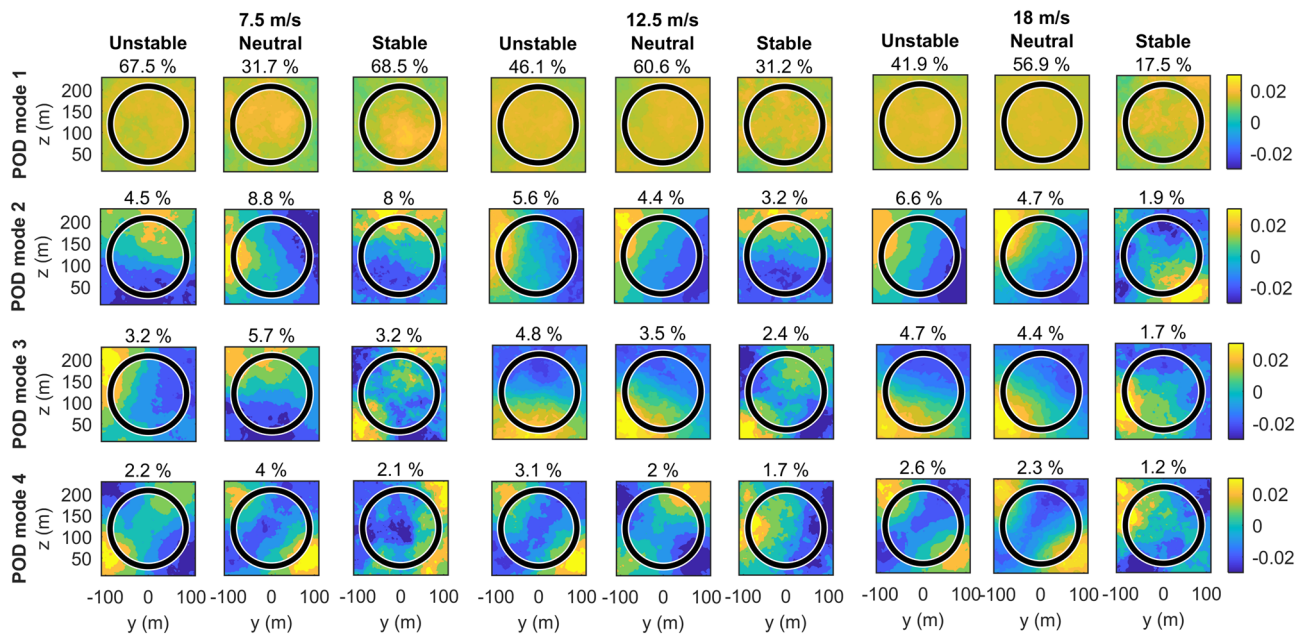 7.5 m/s 12.5 m/s 18 m/s
Unstable Neutral Stable Unstable Neutral Stable Unstable Neutral Stable
67.5 % 31.7 % 68.5 % 46.1 % 60.6 % 31.2 % 41.9 % 56.9 % 17.5 %
POD mode 1
z (m)
200
150
100
50
0.02
0
-0.02
4.5 % 8.8 % 8 % 5.6 % 4.4 % 3.2 % 6.6 % 4.7 % 1.9 %
POD mode 2
z (m)
200
150
100
50
0.02
0
-0.02
3.2 % 5.7 % 3.2 % 4.8 % 3.5 % 2.4 % 4.7 % 4.4 % 1.7 %
POD mode 3
z (m)
200
150
100
50
0.02
0
-0.02
2.2 % 4 % 2.1 % 3.1 % 2 % 1.7 % 2.6 % 2.3 % 1.2 %
POD mode 4
z (m)
200
150
100
50
0.02
0
-0.02
-100 0 100 -100 0 100 -100 0 100 -100 0 100 -100 0 100 -100 0 100 -100 0 100 -100 0 100 -100 0 100
y (m) y (m) y (m) y (m) y (m) y (m) y (m) y (m) y (m)